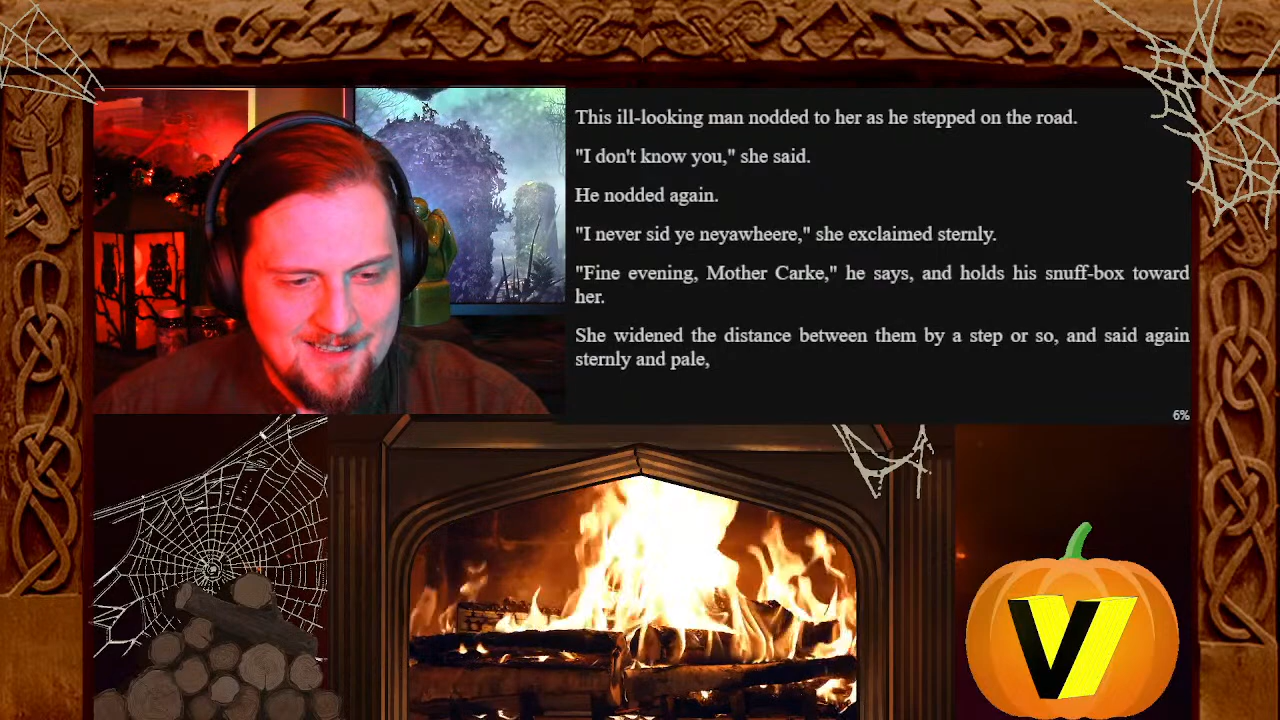 This ill-looking man nodded to her as he stepped on the road.
"I don't know you," she said.
He nodded again.
"I never sid ye neyawheere," she exclaimed sternly.
"Fine evening, Mother Carke," he says, and holds his snuff-box toward
her.
She widened the distance between them by a step or so, and said again
sternly and pale,
6%
V